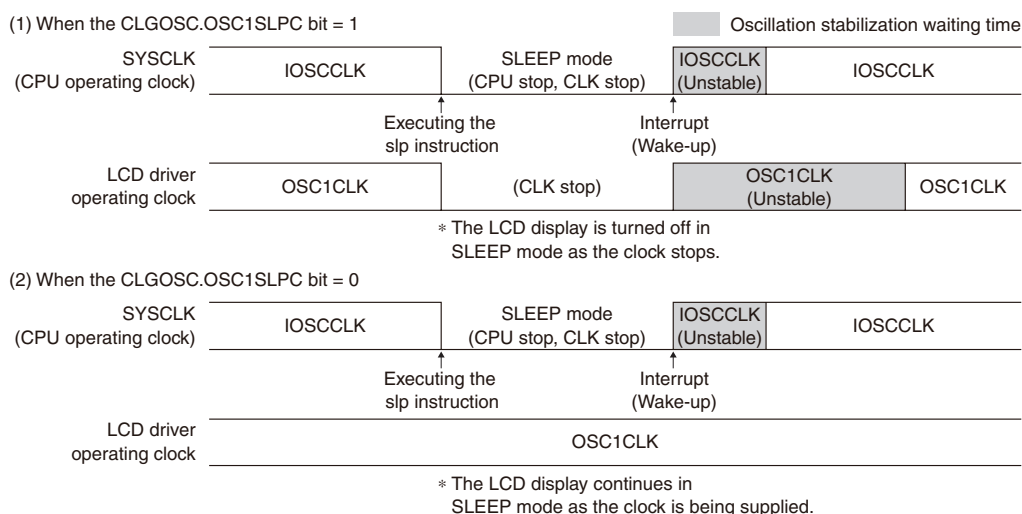 (1) When the CLGOSC.OSC1SLPC bit = 1
Oscillation stabilization waiting time
SYSCLK
(CPU operating clock)
IOSCCLK
SLEEP mode
(CPU stop, CLK stop)
IOSCCLK
(Unstable)
IOSCCLK
Executing the
slp instruction
Interrupt
(Wake-up)
LCD driver
operating clock
OSC1CLK
(CLK stop)
OSC1CLK
(Unstable)
OSC1CLK
* The LCD display is turned off in
SLEEP mode as the clock stops.
(2) When the CLGOSC.OSC1SLPC bit = 0
SYSCLK
(CPU operating clock)
IOSCCLK
SLEEP mode
(CPU stop, CLK stop)
IOSCCLK
(Unstable)
IOSCCLK
Executing the
slp instruction
Interrupt
(Wake-up)
LCD driver
operating clock
OSC1CLK
* The LCD display continues in
SLEEP mode as the clock is being supplied.